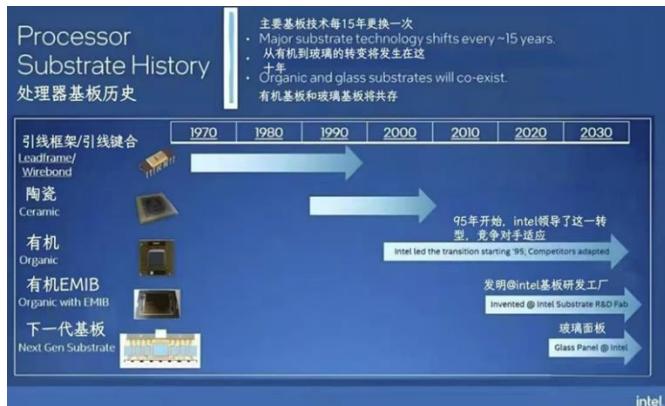 Processor
Substrate History
处理器基板历史
主要基板技术每15年更换一次
• Major substrate technology shifts every ~15 years.
• 从有机到玻璃的转变将发生在这
十年
• Organic and glass substrates will co-exist.
有机基板和玻璃基板将共存
1970 1980 1990 2000 2010 2020 2030
引线框架/引线键合
Leadframe/
Wirebond
陶瓷
Ceramic
95年开始，intel领导了这一转
型，竞争对手适应
有机
Organic
Intel led the transition starting '95; Competitors adapted
有机EMIB
Organic with EMIB
发明@intel基板研发工厂
Invented @ Intel Substrate R&D Fab
下一代基板
Next Gen Substrate
玻璃面板
Glass Panel @ Intel
intel